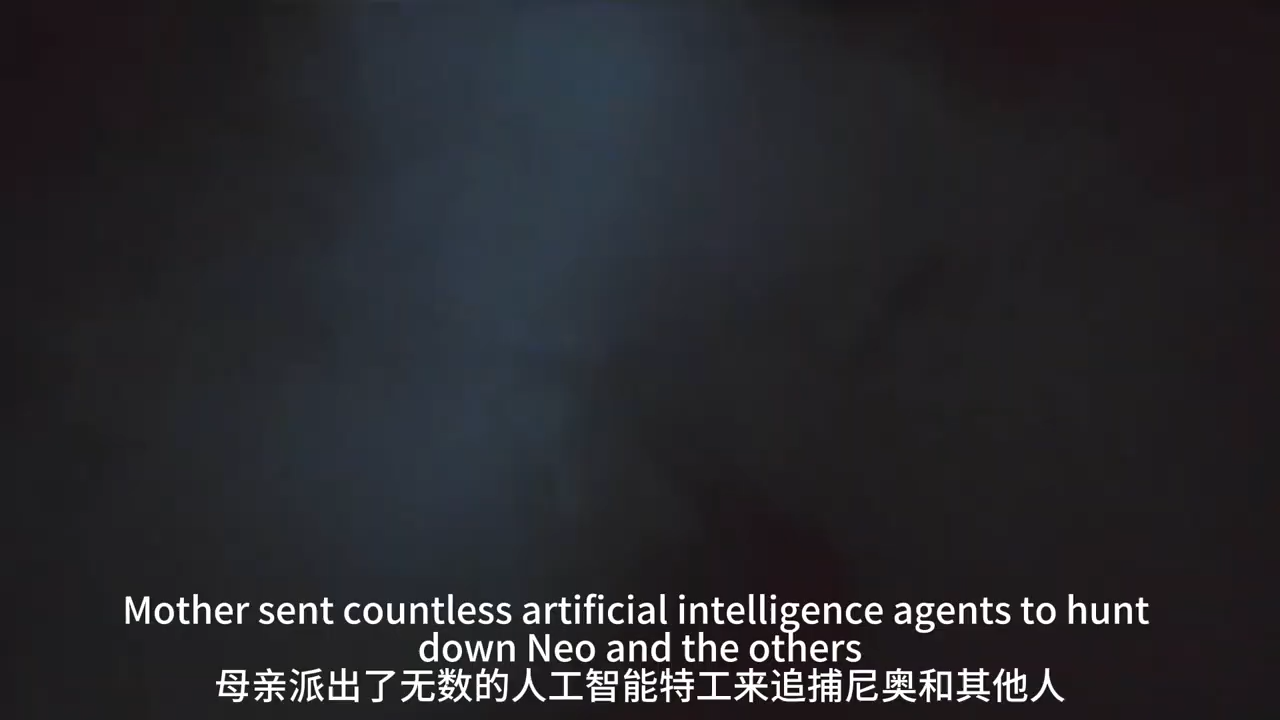 Mother sent countless artificial intelligence agents to hunt
down Neo and the others
母亲派出了无数的人工智能特工来追捕尼奥和其他人